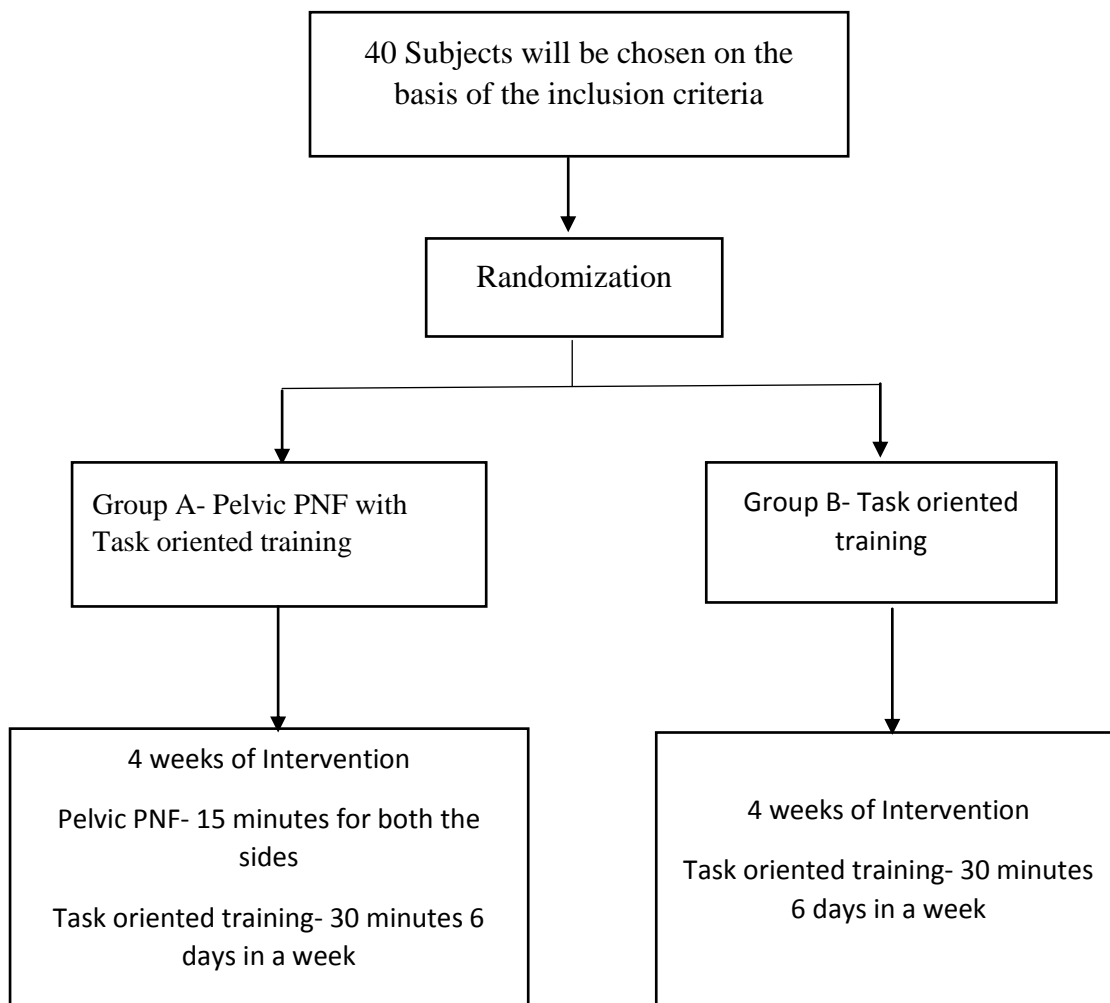 40 Subjects will be chosen on the
basis of the inclusion criteria
Randomization
Group A- Pelvic PNF with
Task oriented training
Group B- Task oriented
training
4 weeks of Intervention
Pelvic PNF- 15 minutes for both the
sides
Task oriented training- 30 minutes 6
days in a week
4 weeks of Intervention
Task oriented training- 30 minutes
6 days in a week